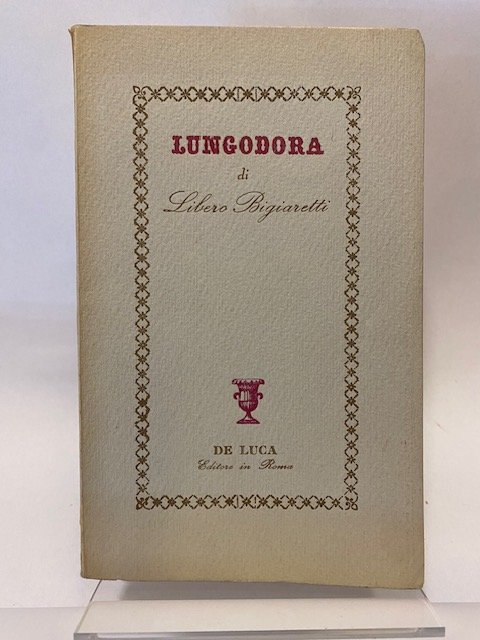 LUNGODORA
di
Libero Bigiaretti
DE LUCA
Editore in Roma